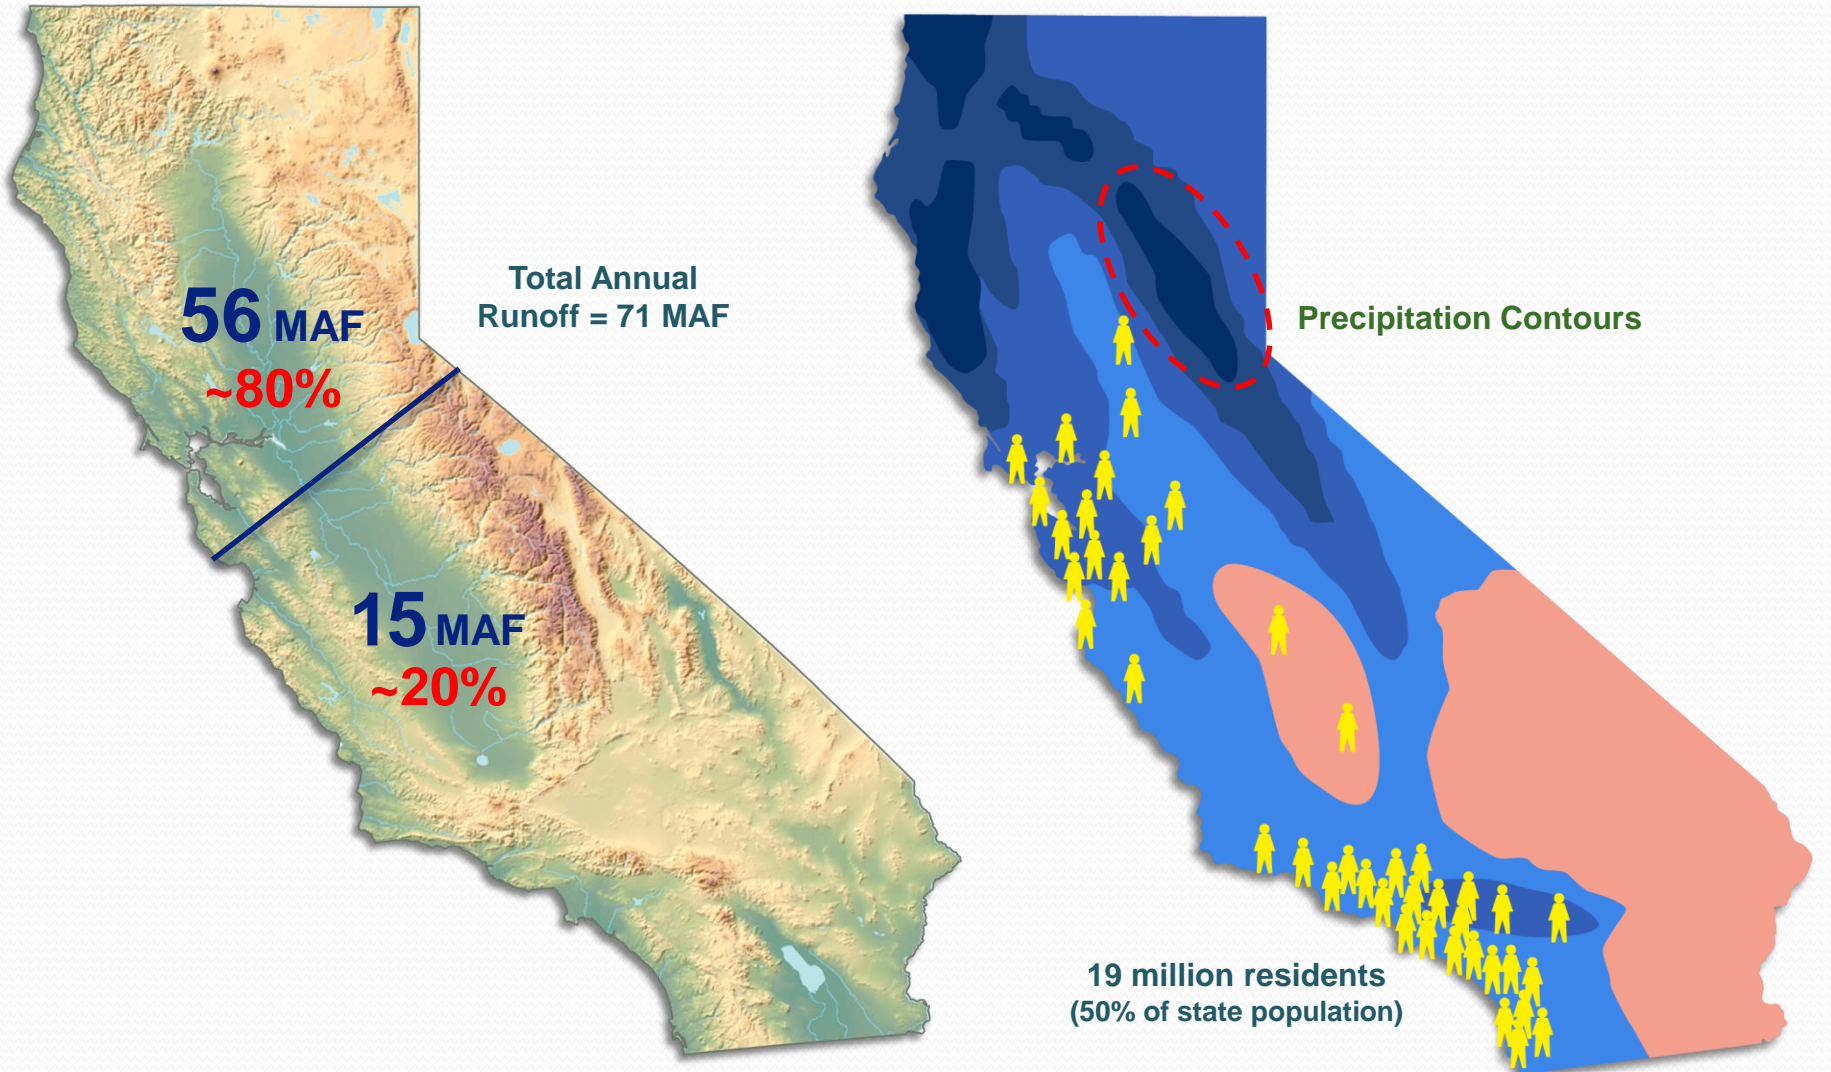 56 MAF
~80%
Total Annual
Runoff = 71 MAF
15 MAF
~20%
Precipitation Contours
19 million residents
(50% of state population)